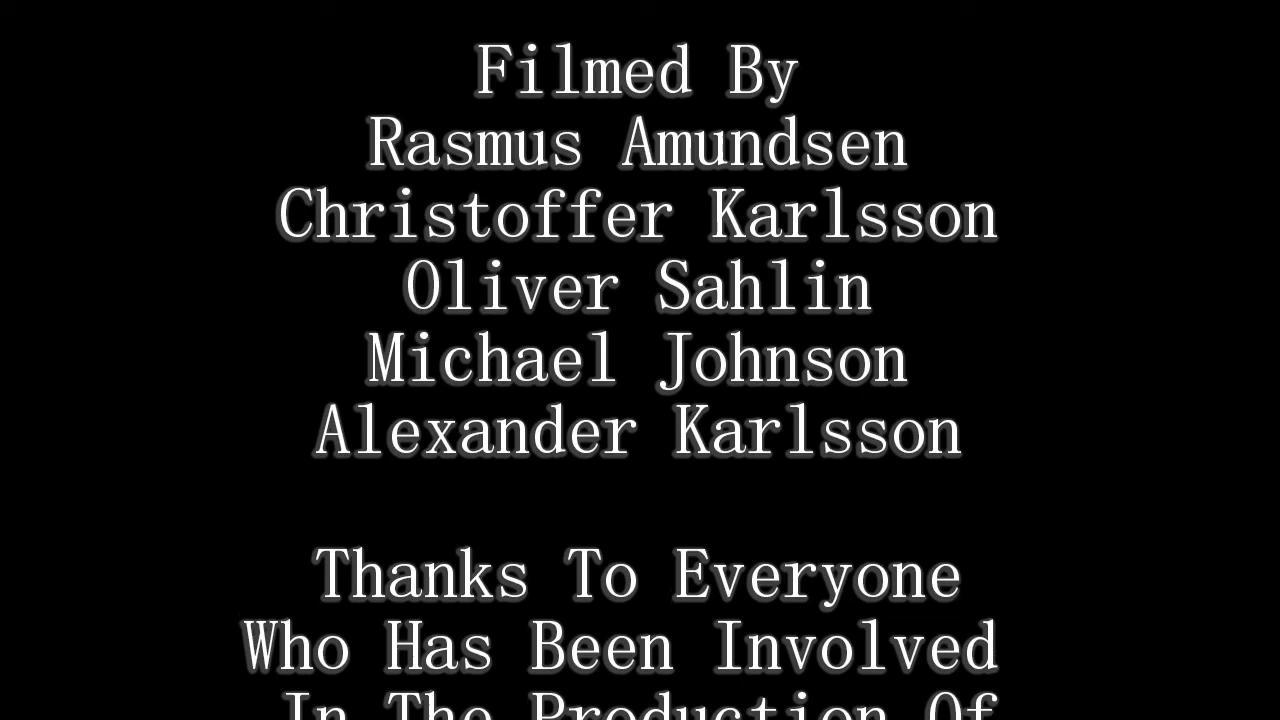 Filmed By
Rasmus Amundsen
Christoffer Karlsson
Oliver Sahlin
Michael Johnson
Alexander Karlsson
Thanks To Everyone
Who Has Been Involved
In The Production Of